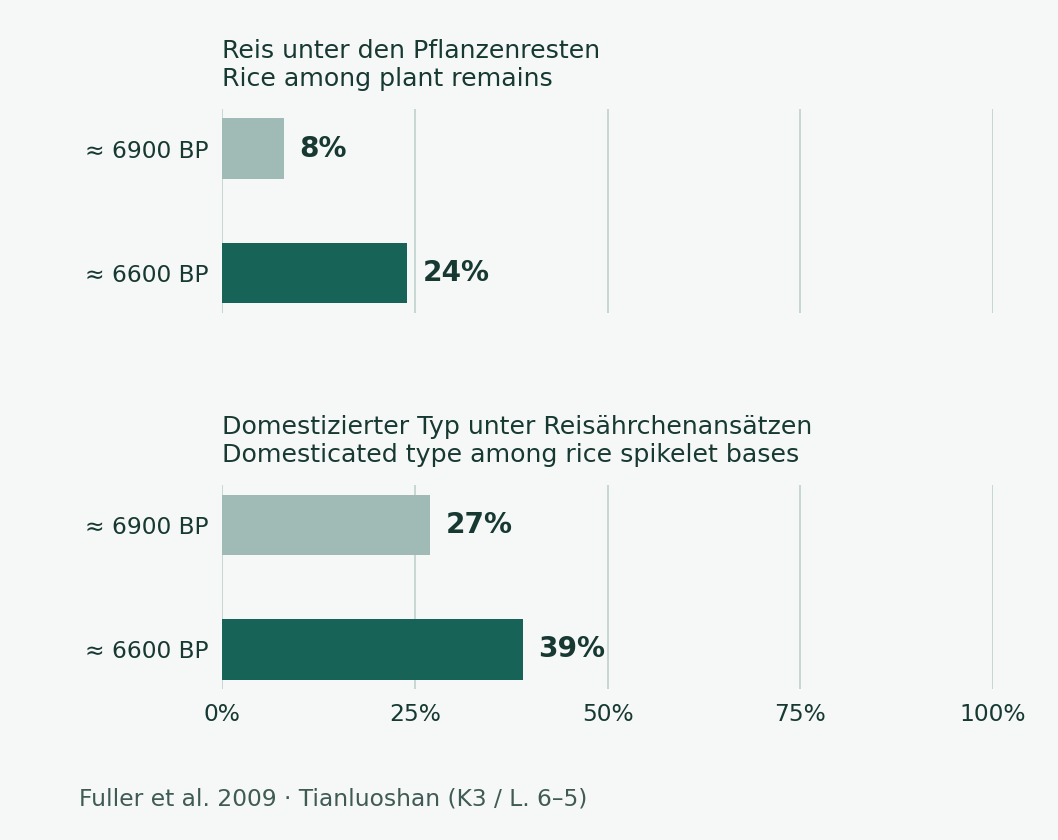 Reis unter den Pflanzenresten
Rice among plant remains
≈ 6900 BP
8%
≈ 6600 BP
24%
Domestizierter Typ unter Reisährchenansätzen
Domesticated type among rice spikelet bases
≈ 6900 BP
27%
≈ 6600 BP
39%
0% 25% 50% 75% 100%
Fuller et al. 2009 · Tianluoshan (K3 / L. 6–5)